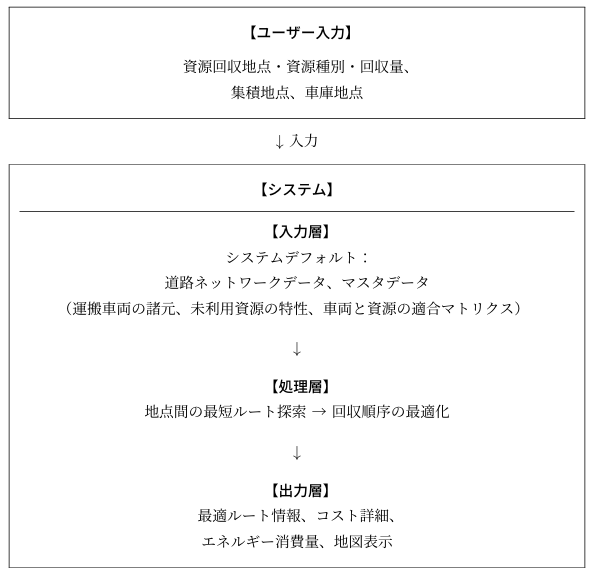 【ユーザー入力】
資源回収地点・資源種別・回収量、
集積地点、車庫地点
↓ 入力
【システム】
【入力層】
システムデフォルト：
道路ネットワークデータ、マスタデータ
（運搬車両の諸元、未利用資源の特性、車両と資源の適合マトリクス）
↓
【処理層】
地点間の最短ルート探索 → 回収順序の最適化
↓
【出力層】
最適ルート情報、コスト詳細、
エネルギー消費量、地図表示